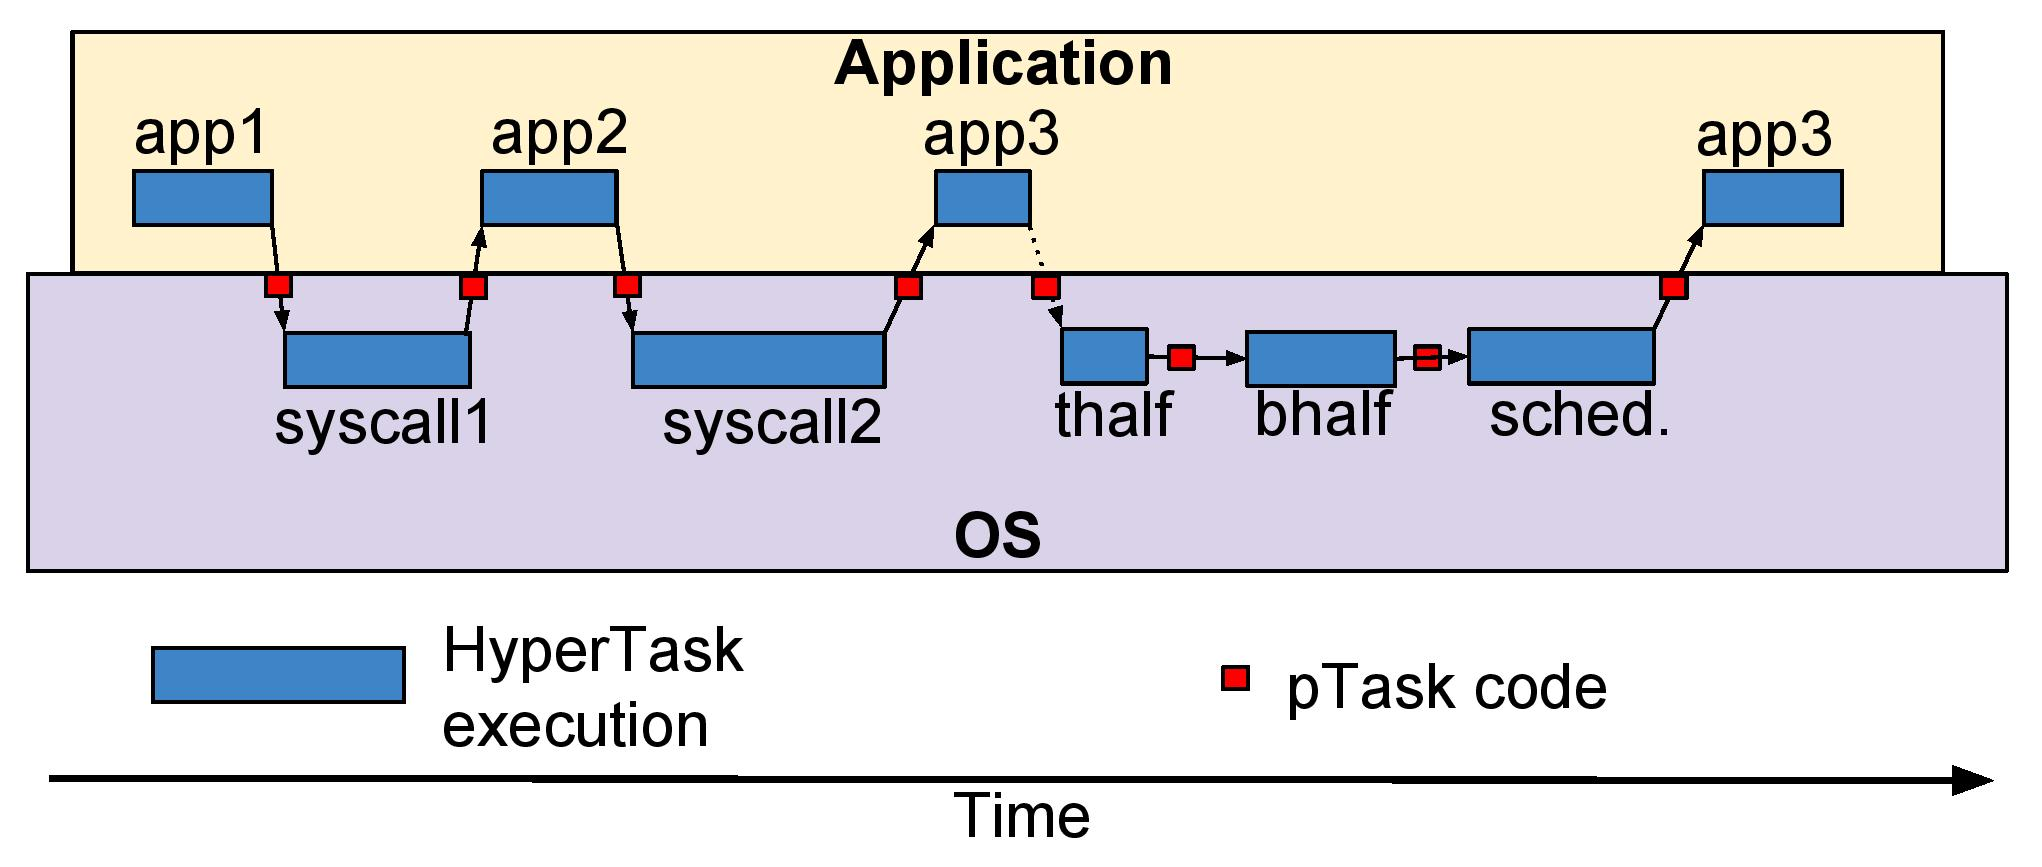 Application
app1
app2
app3
app3
syscall1
syscall2
thalf
bhalf
sched.
OS
HyperTask
execution
pTask code
Time